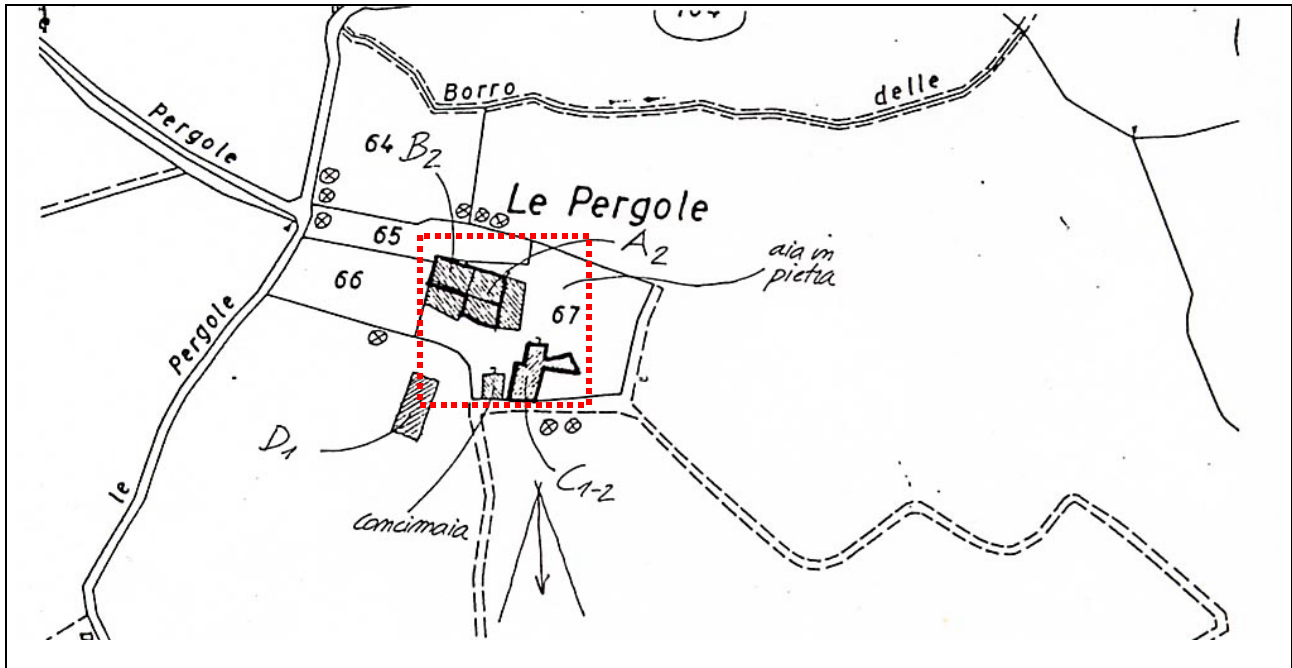 Borro
delle
Pergole
64
B2
Le Pergole
65
A2
aia in
pietra
66
67
Pergole
le
D1
C1-2
concimaia